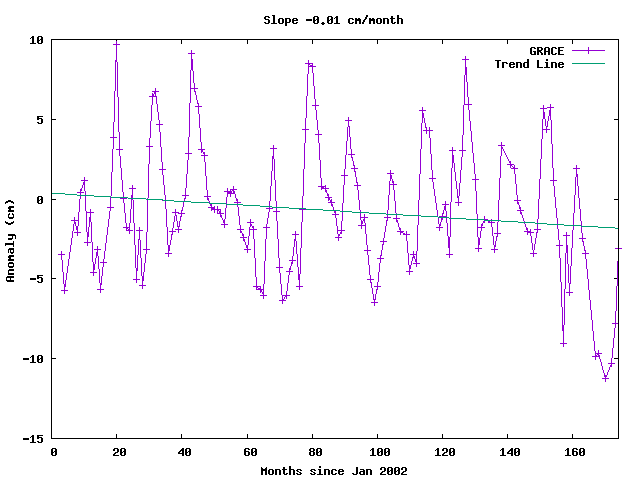 Slope -0.01 cm/month
10
5
0
-5
-10
-15
Anomaly (cm)
GRACE
Trend Line
0 20 40 60 80 100 120 140 160
Months since Jan 2002